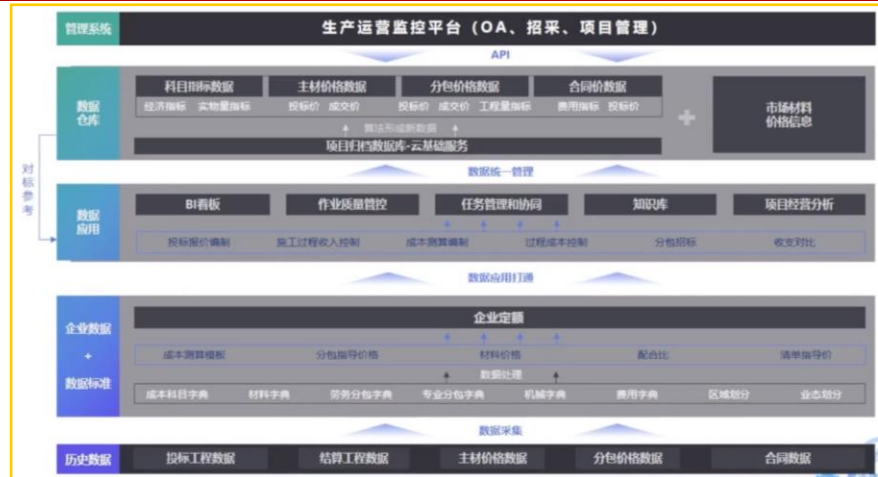 管理系统 生产运营监控平台（OA、招采、项目管理）
API
数据仓库
科目指标数据 主材价格数据 分包价格数据 合同价数据
经济指标 实物量指标 投标价 成交价 投标价 成交价 工程量指标 费用指标 投标价
算法形成新数据
项目归档数据库-云基础服务
+
市场材料价格信息
数据统一管理
对标参考
数据应用
BI看板 作业质量管控 任务管理和协同 知识库 项目经营分析
投标报价编制 施工过程收入控制 成本测算编制 过程成本控制 分包招标 收支对比
数据应用打通
企业数据
+
数据标准
企业定额
成本测算模板 分包指导价格 材料价格 配合比 清单指导价
数据处理
成本科目字典 材料字典 劳务分包字典 专业分包字典 机械字典 费用字典 区域划分 业态划分
数据采集
历史数据 投标工程数据 结算工程数据 主材价格数据 分包价格数据 合同数据